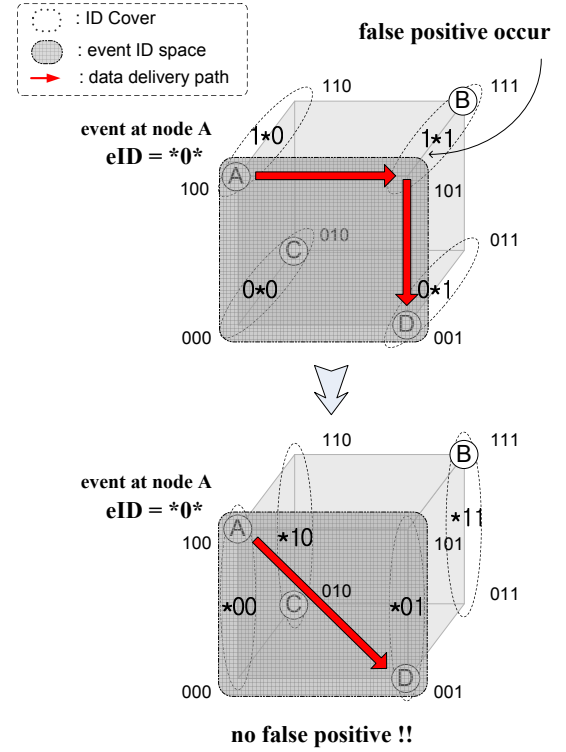 : ID Cover
: event ID space
: data delivery path
false positive occur
110
111
B
event at node A
1*0
1*1
eID = *0*
A
100
101
C
010
011
0*0
0*1
D
000
001
110
111
B
event at node A
eID = *0*
*11
A
*10
100
101
010
011
*00
C
*01
D
000
001
no false positive !!